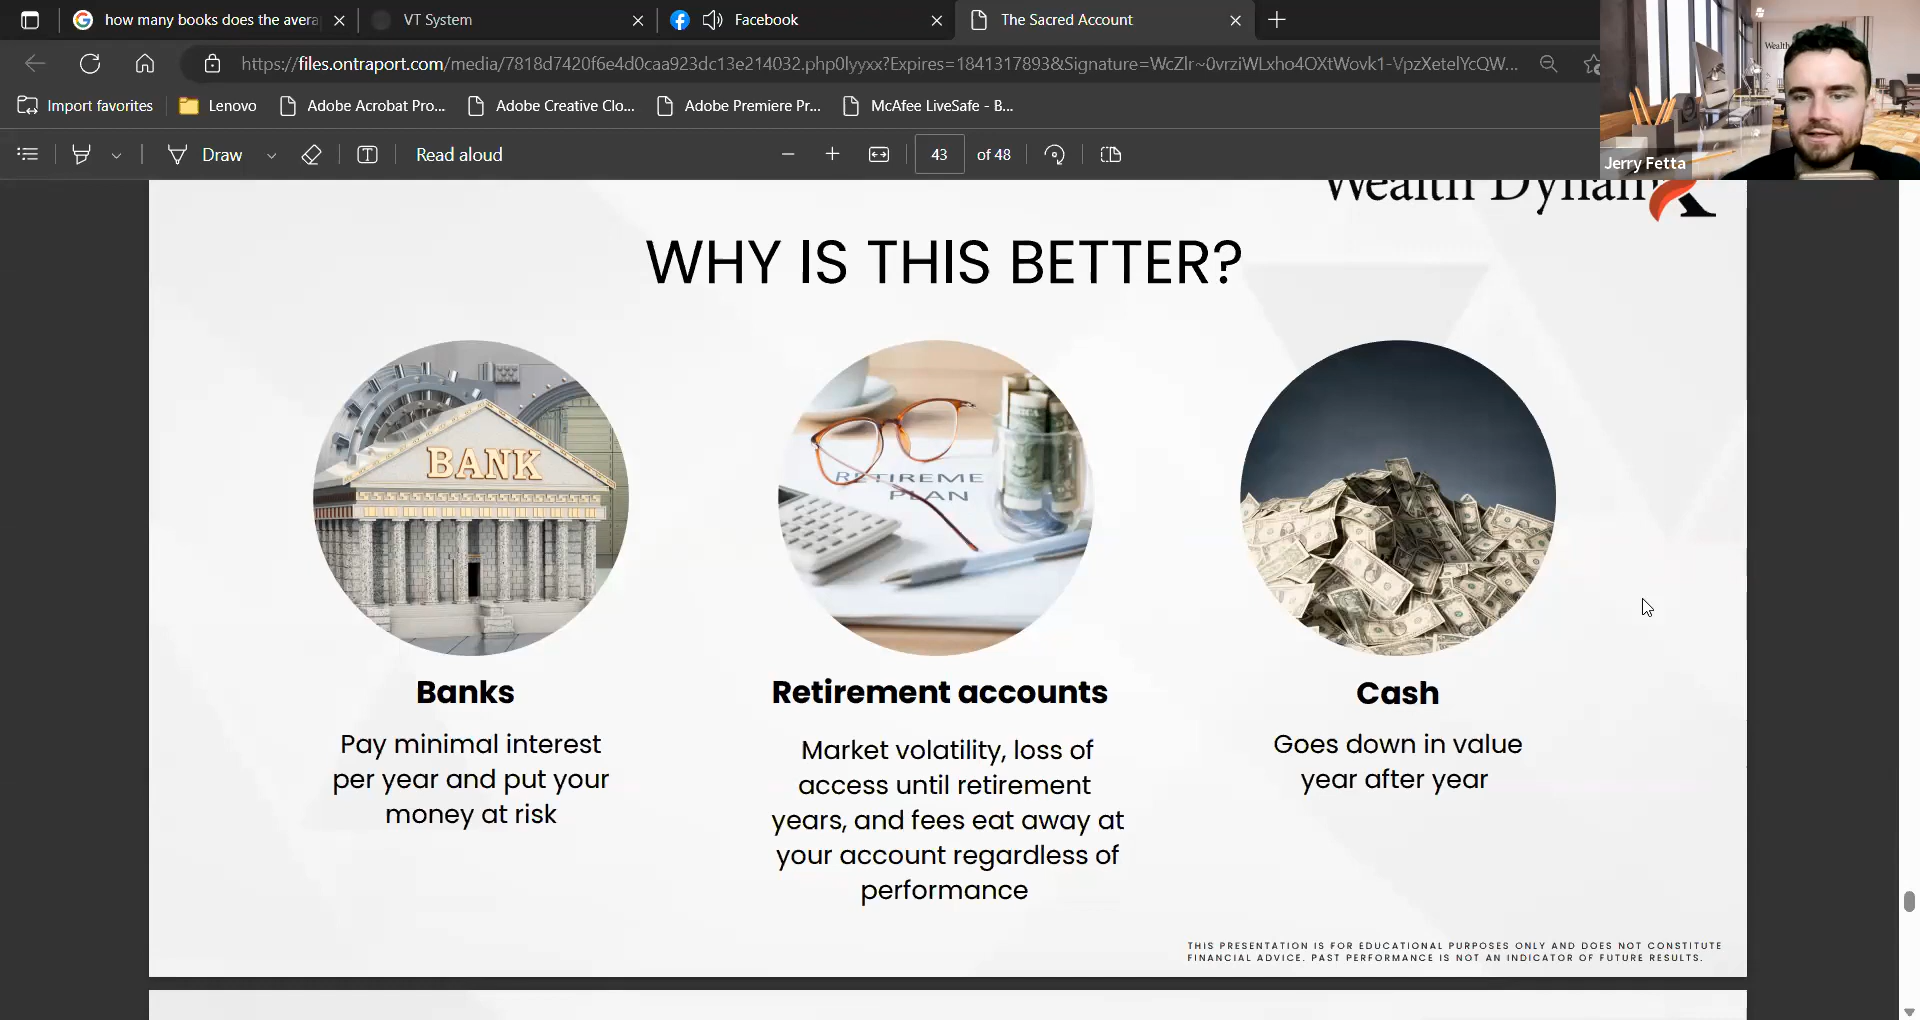 how many books does the avera
VT System
Facebook
The Sacred Account
https://files.ontraport.com/media/7818d7420f6e4d0caa923dc13e214032.php0lyyxx?Expires=1841317893&Signature=WcZlr~0vrziWLxho4OXtWovk1-VpzXetelYcQW...
Import favorites
Lenovo
Adobe Acrobat Pro...
Adobe Creative Clo...
Adobe Premiere Pr...
McAfee LiveSafe - B...
Draw
Read aloud
43
of 48
Wealth
Jerry Fetta
Wealth DynamX
WHY IS THIS BETTER?
BANK
RETIREME
PLAN
Banks
Pay minimal interest
per year and put your
money at risk
Retirement accounts
Market volatility, loss of
access until retirement
years, and fees eat away at
your account regardless of
performance
Cash
Goes down in value
year after year
THIS PRESENTATION IS FOR EDUCATIONAL PURPOSES ONLY AND DOES NOT CONSTITUTE
FINANCIAL ADVICE. PAST PERFORMANCE IS NOT AN INDICATOR OF FUTURE RESULTS.